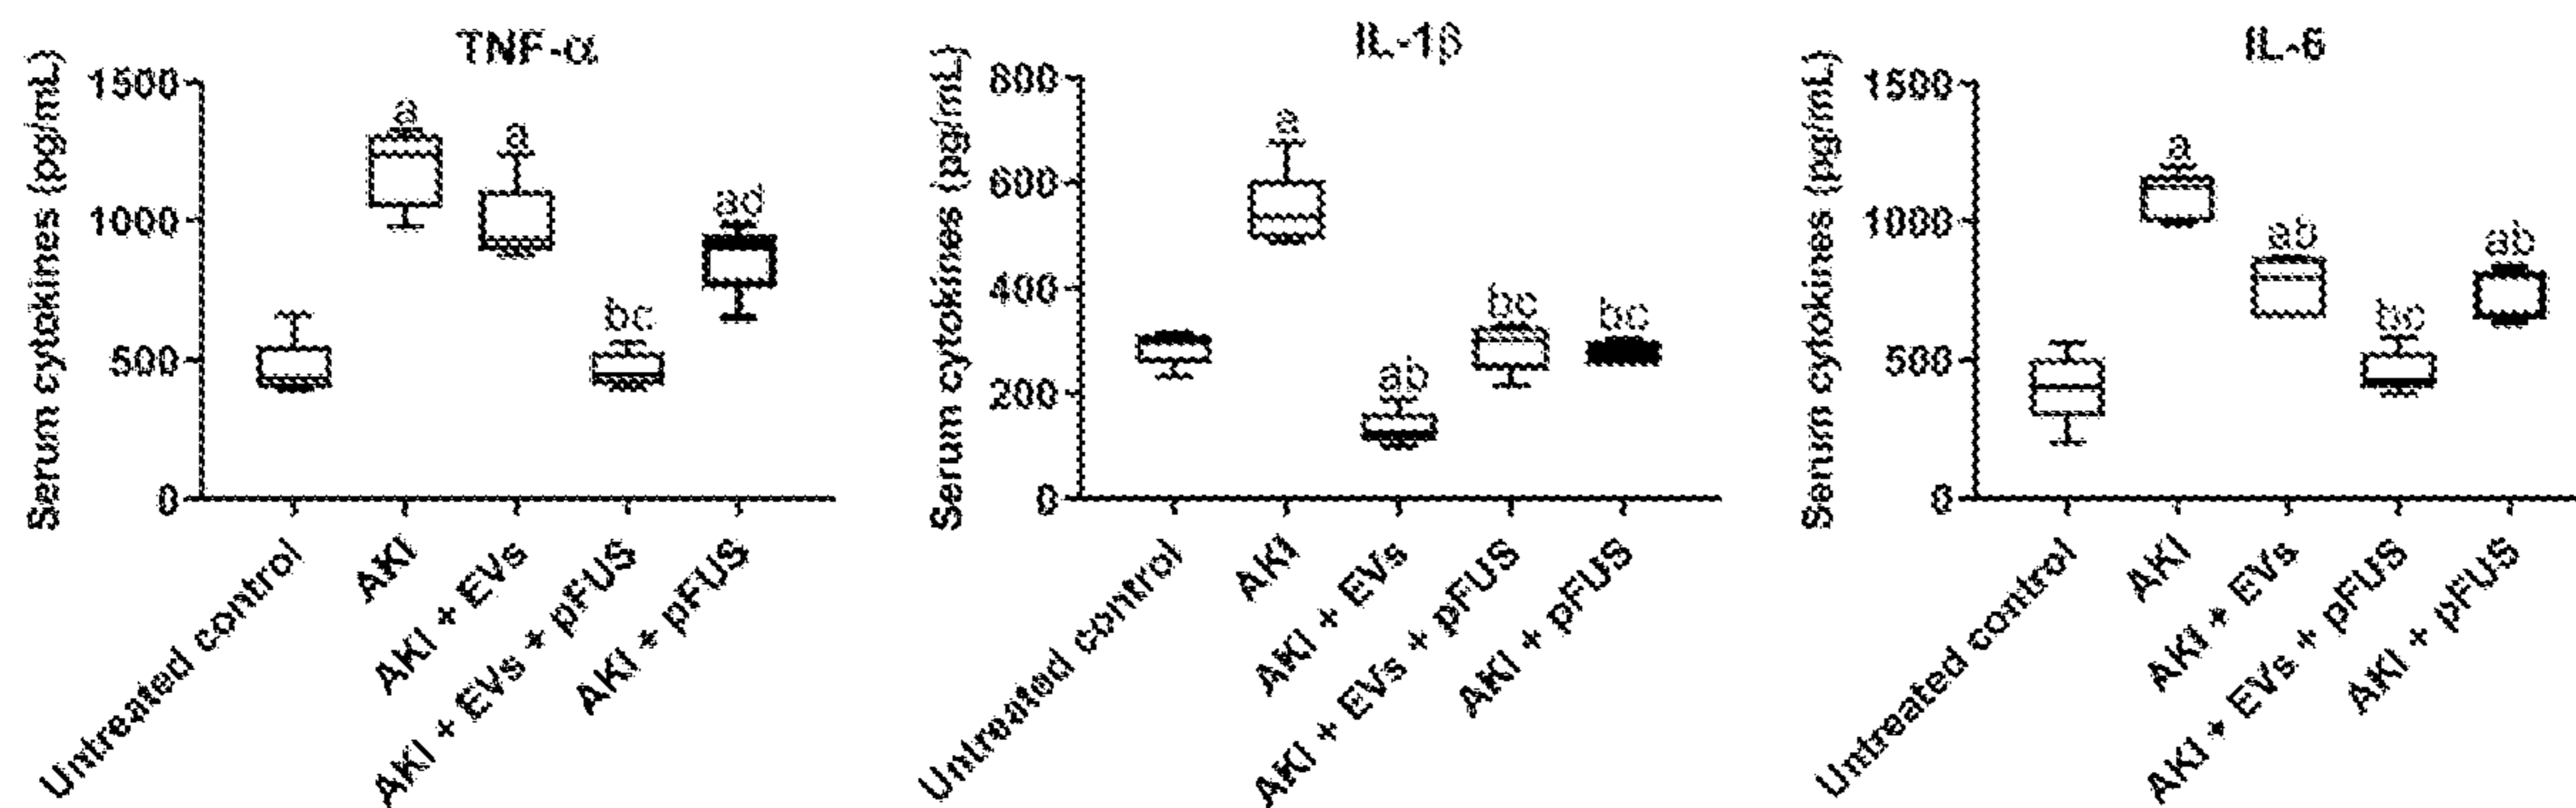 TNF-α
Serum cytokines (pg/mL)
1500
a
a
1000
ad
500
bc
0
Untreated control
AKI
AKI + EVs
AKI + EVs + pFUS
AKI + pFUS
IL-1β
Serum cytokines (pg/mL)
800
a
600
400
bc
bc
200
ab
0
Untreated control
AKI
AKI + EVs
AKI + EVs + pFUS
AKI + pFUS
IL-6
Serum cytokines (pg/mL)
1500
a
1000
ab
ab
500
bc
0
Untreated control
AKI
AKI + EVs
AKI + EVs + pFUS
AKI + pFUS